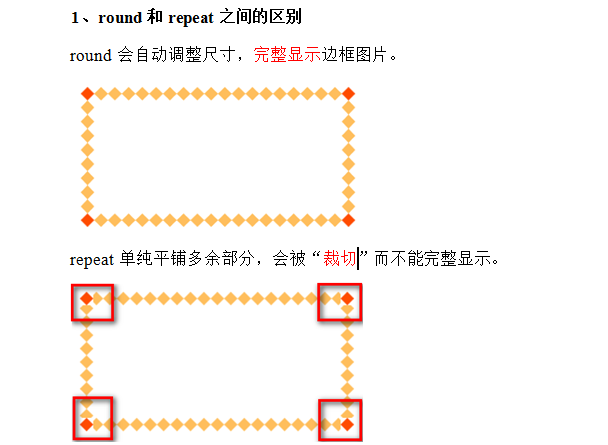 1、round 和 repeat 之间的区别
round 会自动调整尺寸，完整显示边框图片。
repeat 单纯平铺多余部分，会被“裁切”而不能完整显示。